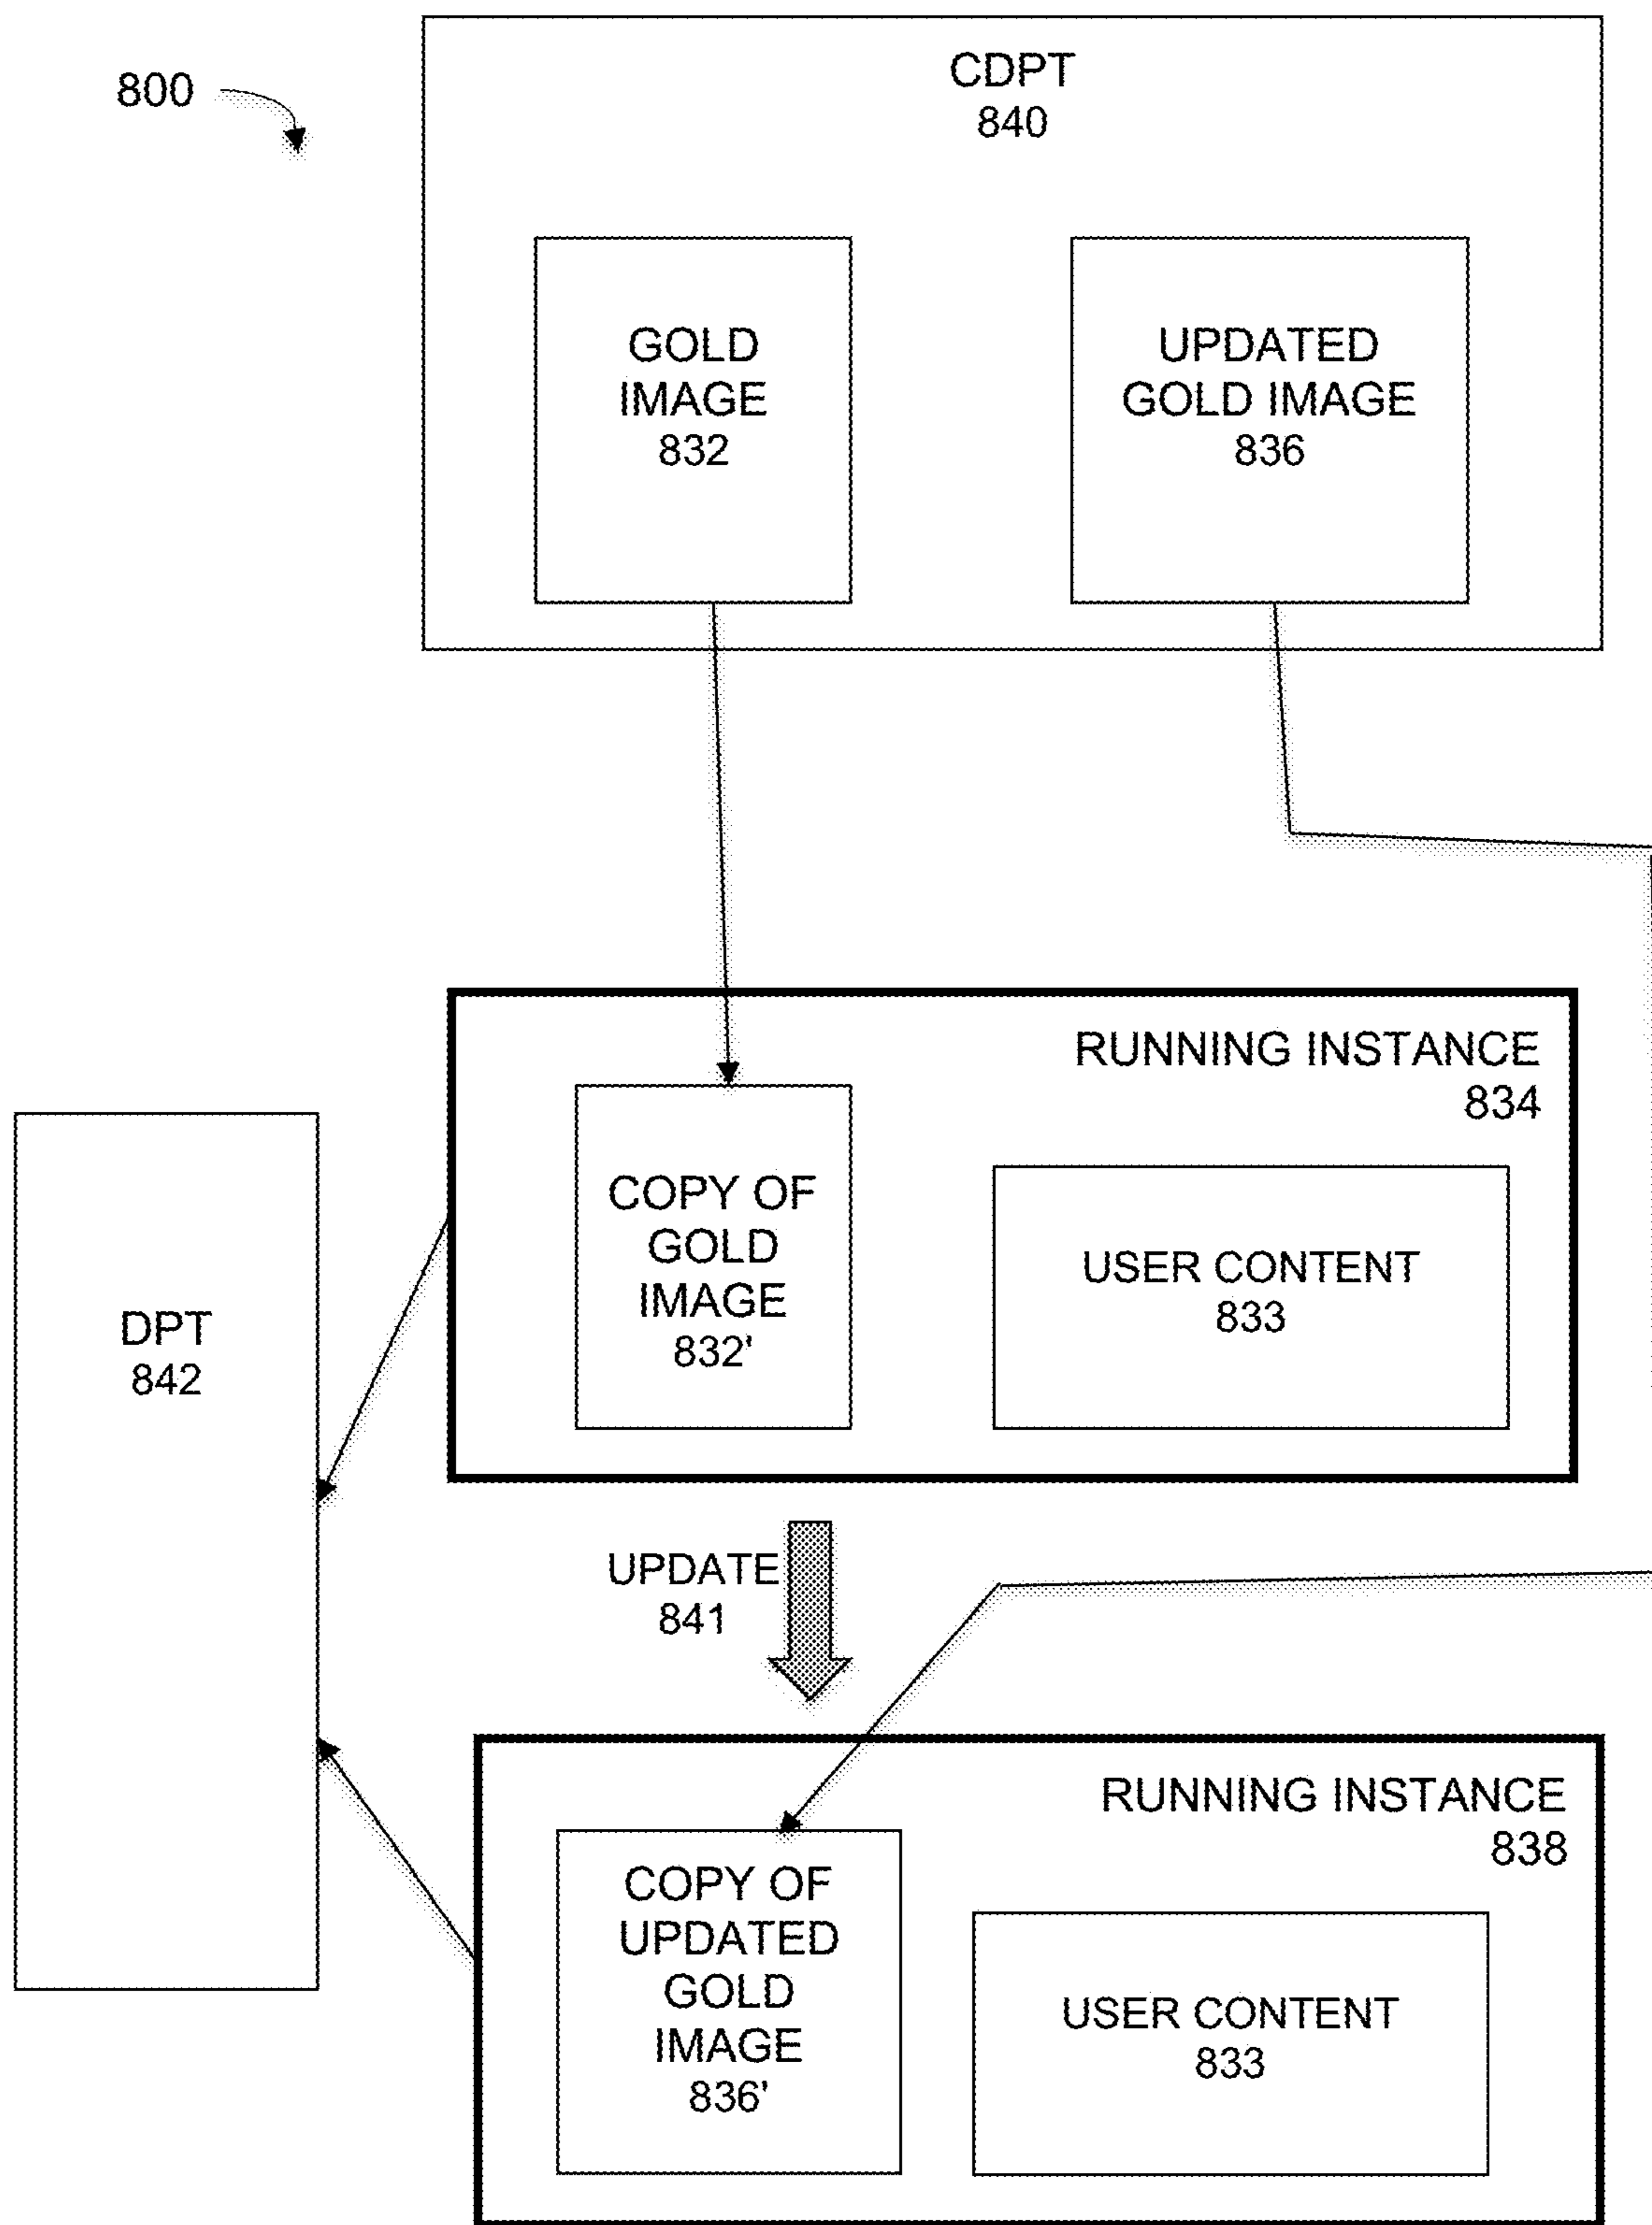 800
CDPT
840
GOLD
IMAGE
832
UPDATED
GOLD IMAGE
836
RUNNING INSTANCE
834
COPY OF
GOLD
IMAGE
832'
USER CONTENT
833
DPT
842
UPDATE
841
RUNNING INSTANCE
838
COPY OF
UPDATED
GOLD
IMAGE
836'
USER CONTENT
833